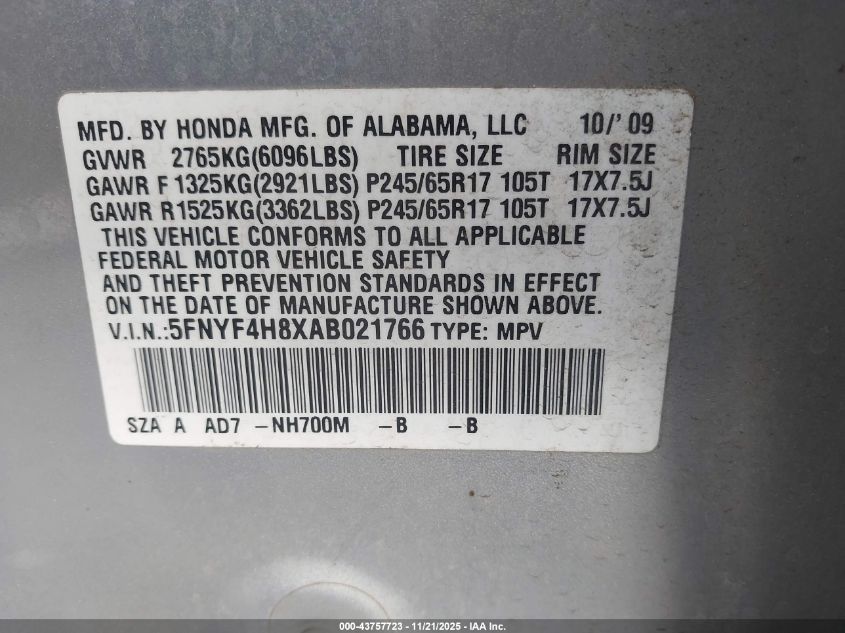 MFD. BY HONDA MFG. OF ALABAMA, LLC 10/'09
GVWR 2765KG(6096LBS) TIRE SIZE RIM SIZE
GAWR F 1325KG(2921LBS) P245/65R17 105T 17X7.5J
GAWR R 1525KG(3362LBS) P245/65R17 105T 17X7.5J
THIS VEHICLE CONFORMS TO ALL APPLICABLE
FEDERAL MOTOR VEHICLE SAFETY
AND THEFT PREVENTION STANDARDS IN EFFECT
ON THE DATE OF MANUFACTURE SHOWN ABOVE.
V.I.N.:5FNYF4H8XAB021766 TYPE: MPV
SZA A AD7 -NH700M -B -B
000-43757723 - 11/21/2025 - IAA Inc.